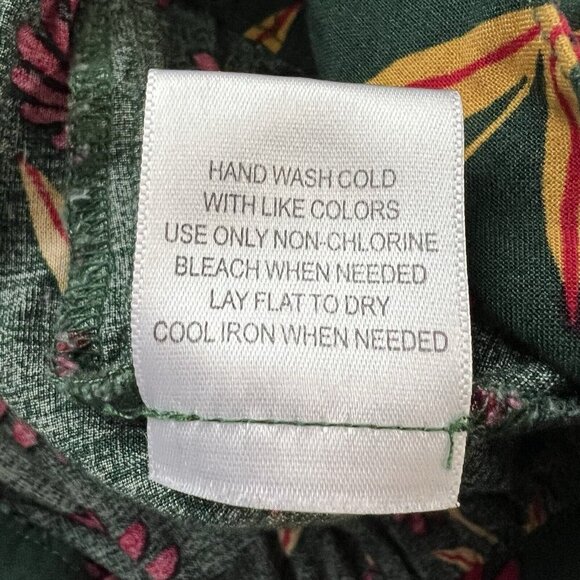 HAND WASH COLD
WITH LIKE COLORS
USE ONLY NON-CHLORINE
BLEACH WHEN NEEDED
LAY FLAT TO DRY
COOL IRON WHEN NEEDED